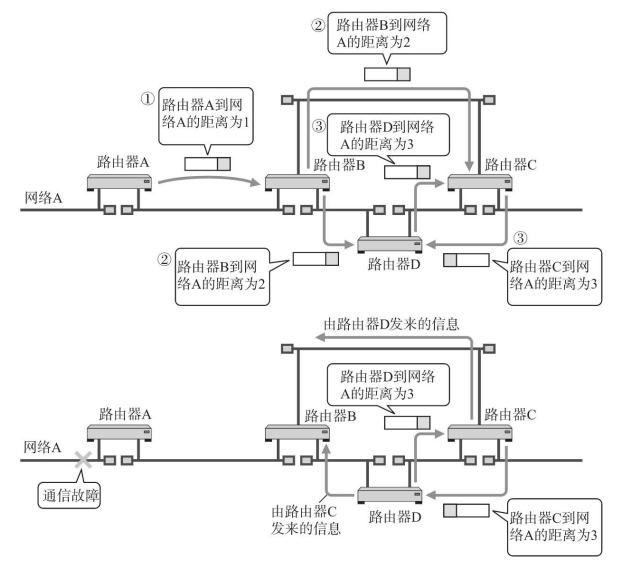 ②
路由器B到网络
A的距离为2
①
路由器A到网
络A的距离为1
③
路由器D到网络
A的距离为3
路由器A
路由器B
路由器C
网络A
②
路由器B到网
络A的距离为2
路由器D
③
路由器C到网
络A的距离为3
由路由器D发来的信息
路由器D到网络
A的距离为3
路由器A
路由器B
路由器C
网络A
通信故障
由路由器C
发来的信息
路由器D
路由器C到网
络A的距离为3